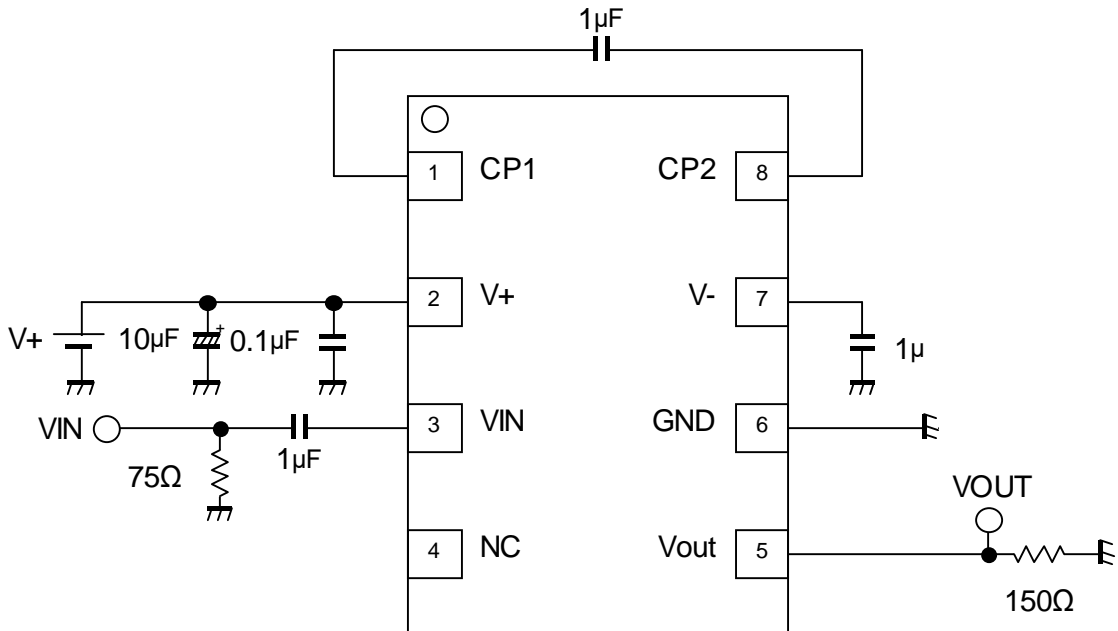 1µF
1 CP1 CP2 8
2 V+ V- 7
V+ 10µF + 0.1µF 1µ
VIN 3 VIN GND 6
1µF
75Ω
VOUT
4 NC Vout 5
150Ω